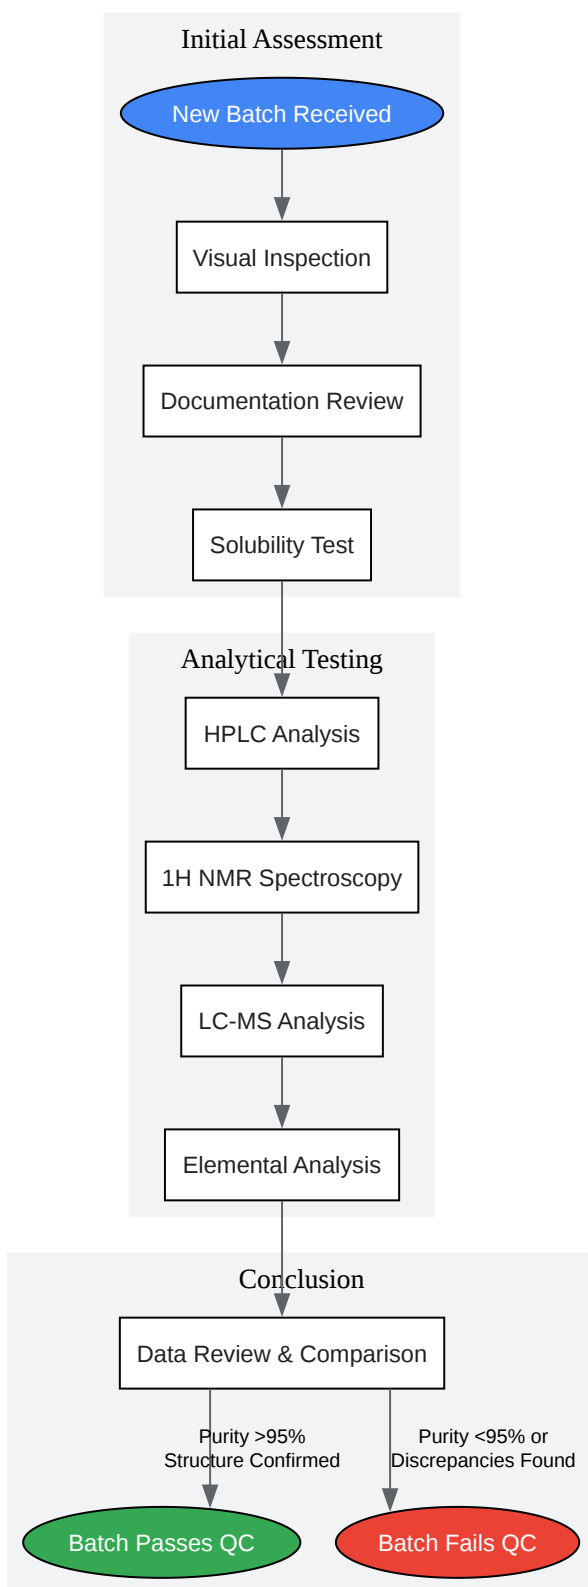 Initial Assessment
New Batch Received
Visual Inspection
Documentation Review
Solubility Test
Analytical Testing
HPLC Analysis
1H NMR Spectroscopy
LC-MS Analysis
Elemental Analysis
Conclusion
Data Review & Comparison
Purity >95%
Structure Confirmed
Purity <95% or
Discrepancies Found
Batch Passes QC
Batch Fails QC